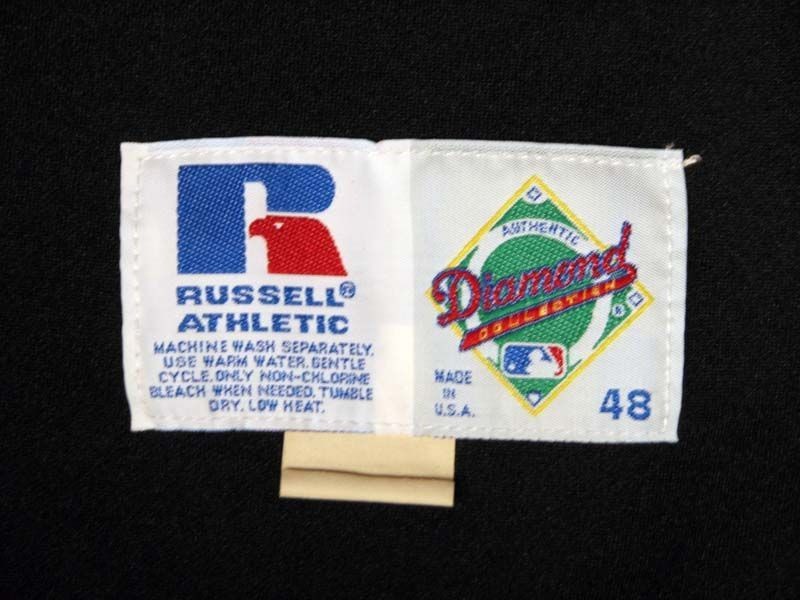 RUSSELL®
ATHLETIC
MACHINE WASH SEPARATELY.
USE WARM WATER. GENTLE
CYCLE. ONLY NON-CHLORINE
BLEACH WHEN NEEDED. TUMBLE
DRY. LOW HEAT.
AUTHENTIC
Diamond
COLLECTION
®
MADE
IN
U.S.A.
48